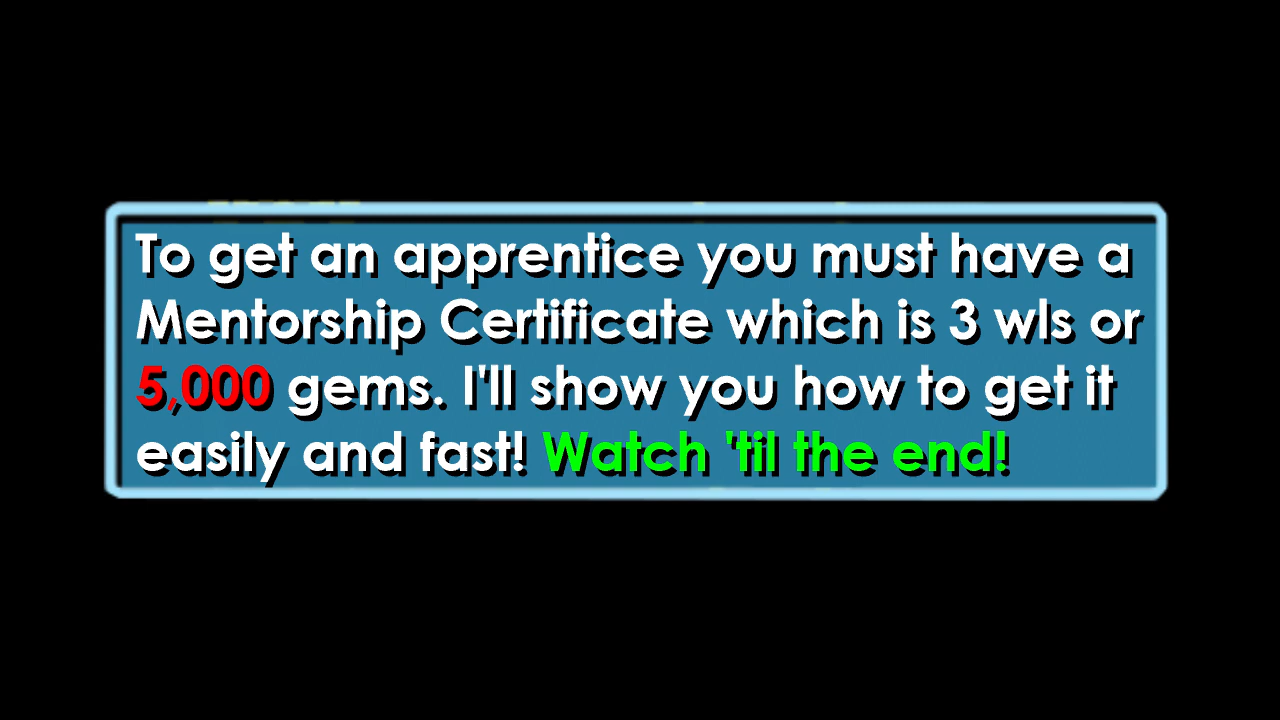 To get an apprentice you must have a
Mentorship Certificate which is 3 wls or
5,000 gems. I'll show you how to get it
easily and fast! Watch 'til the end!